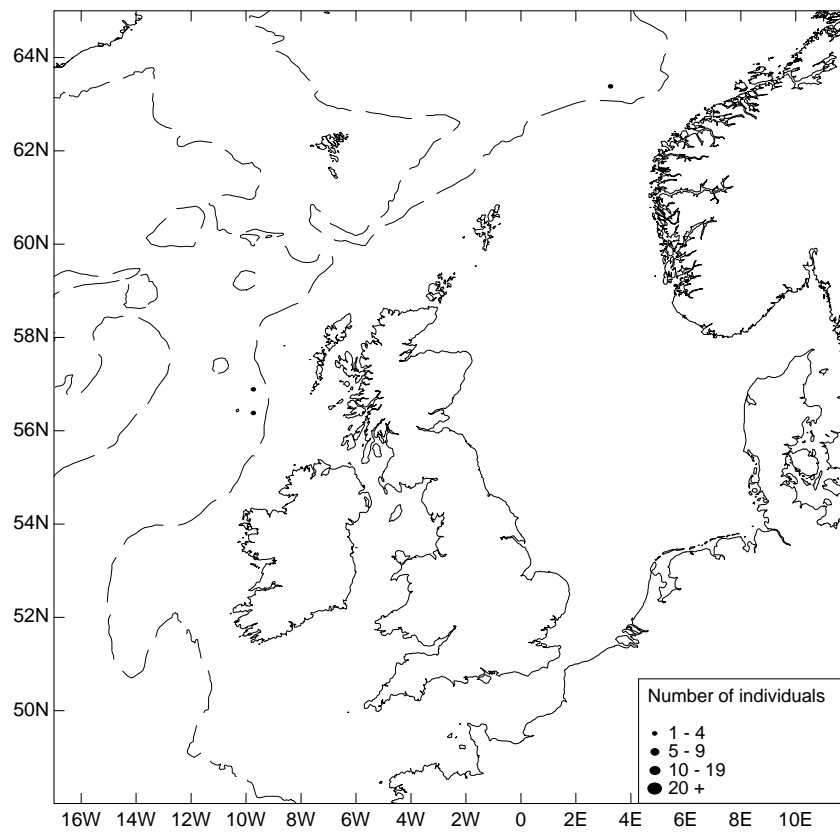 64N
62N
60N
58N
56N
54N
52N
50N
Number of individuals
1 - 4
5 - 9
10 - 19
20 +
16W 14W 12W 10W 8W 6W 4W 2W 0 2E 4E 6E 8E 10E